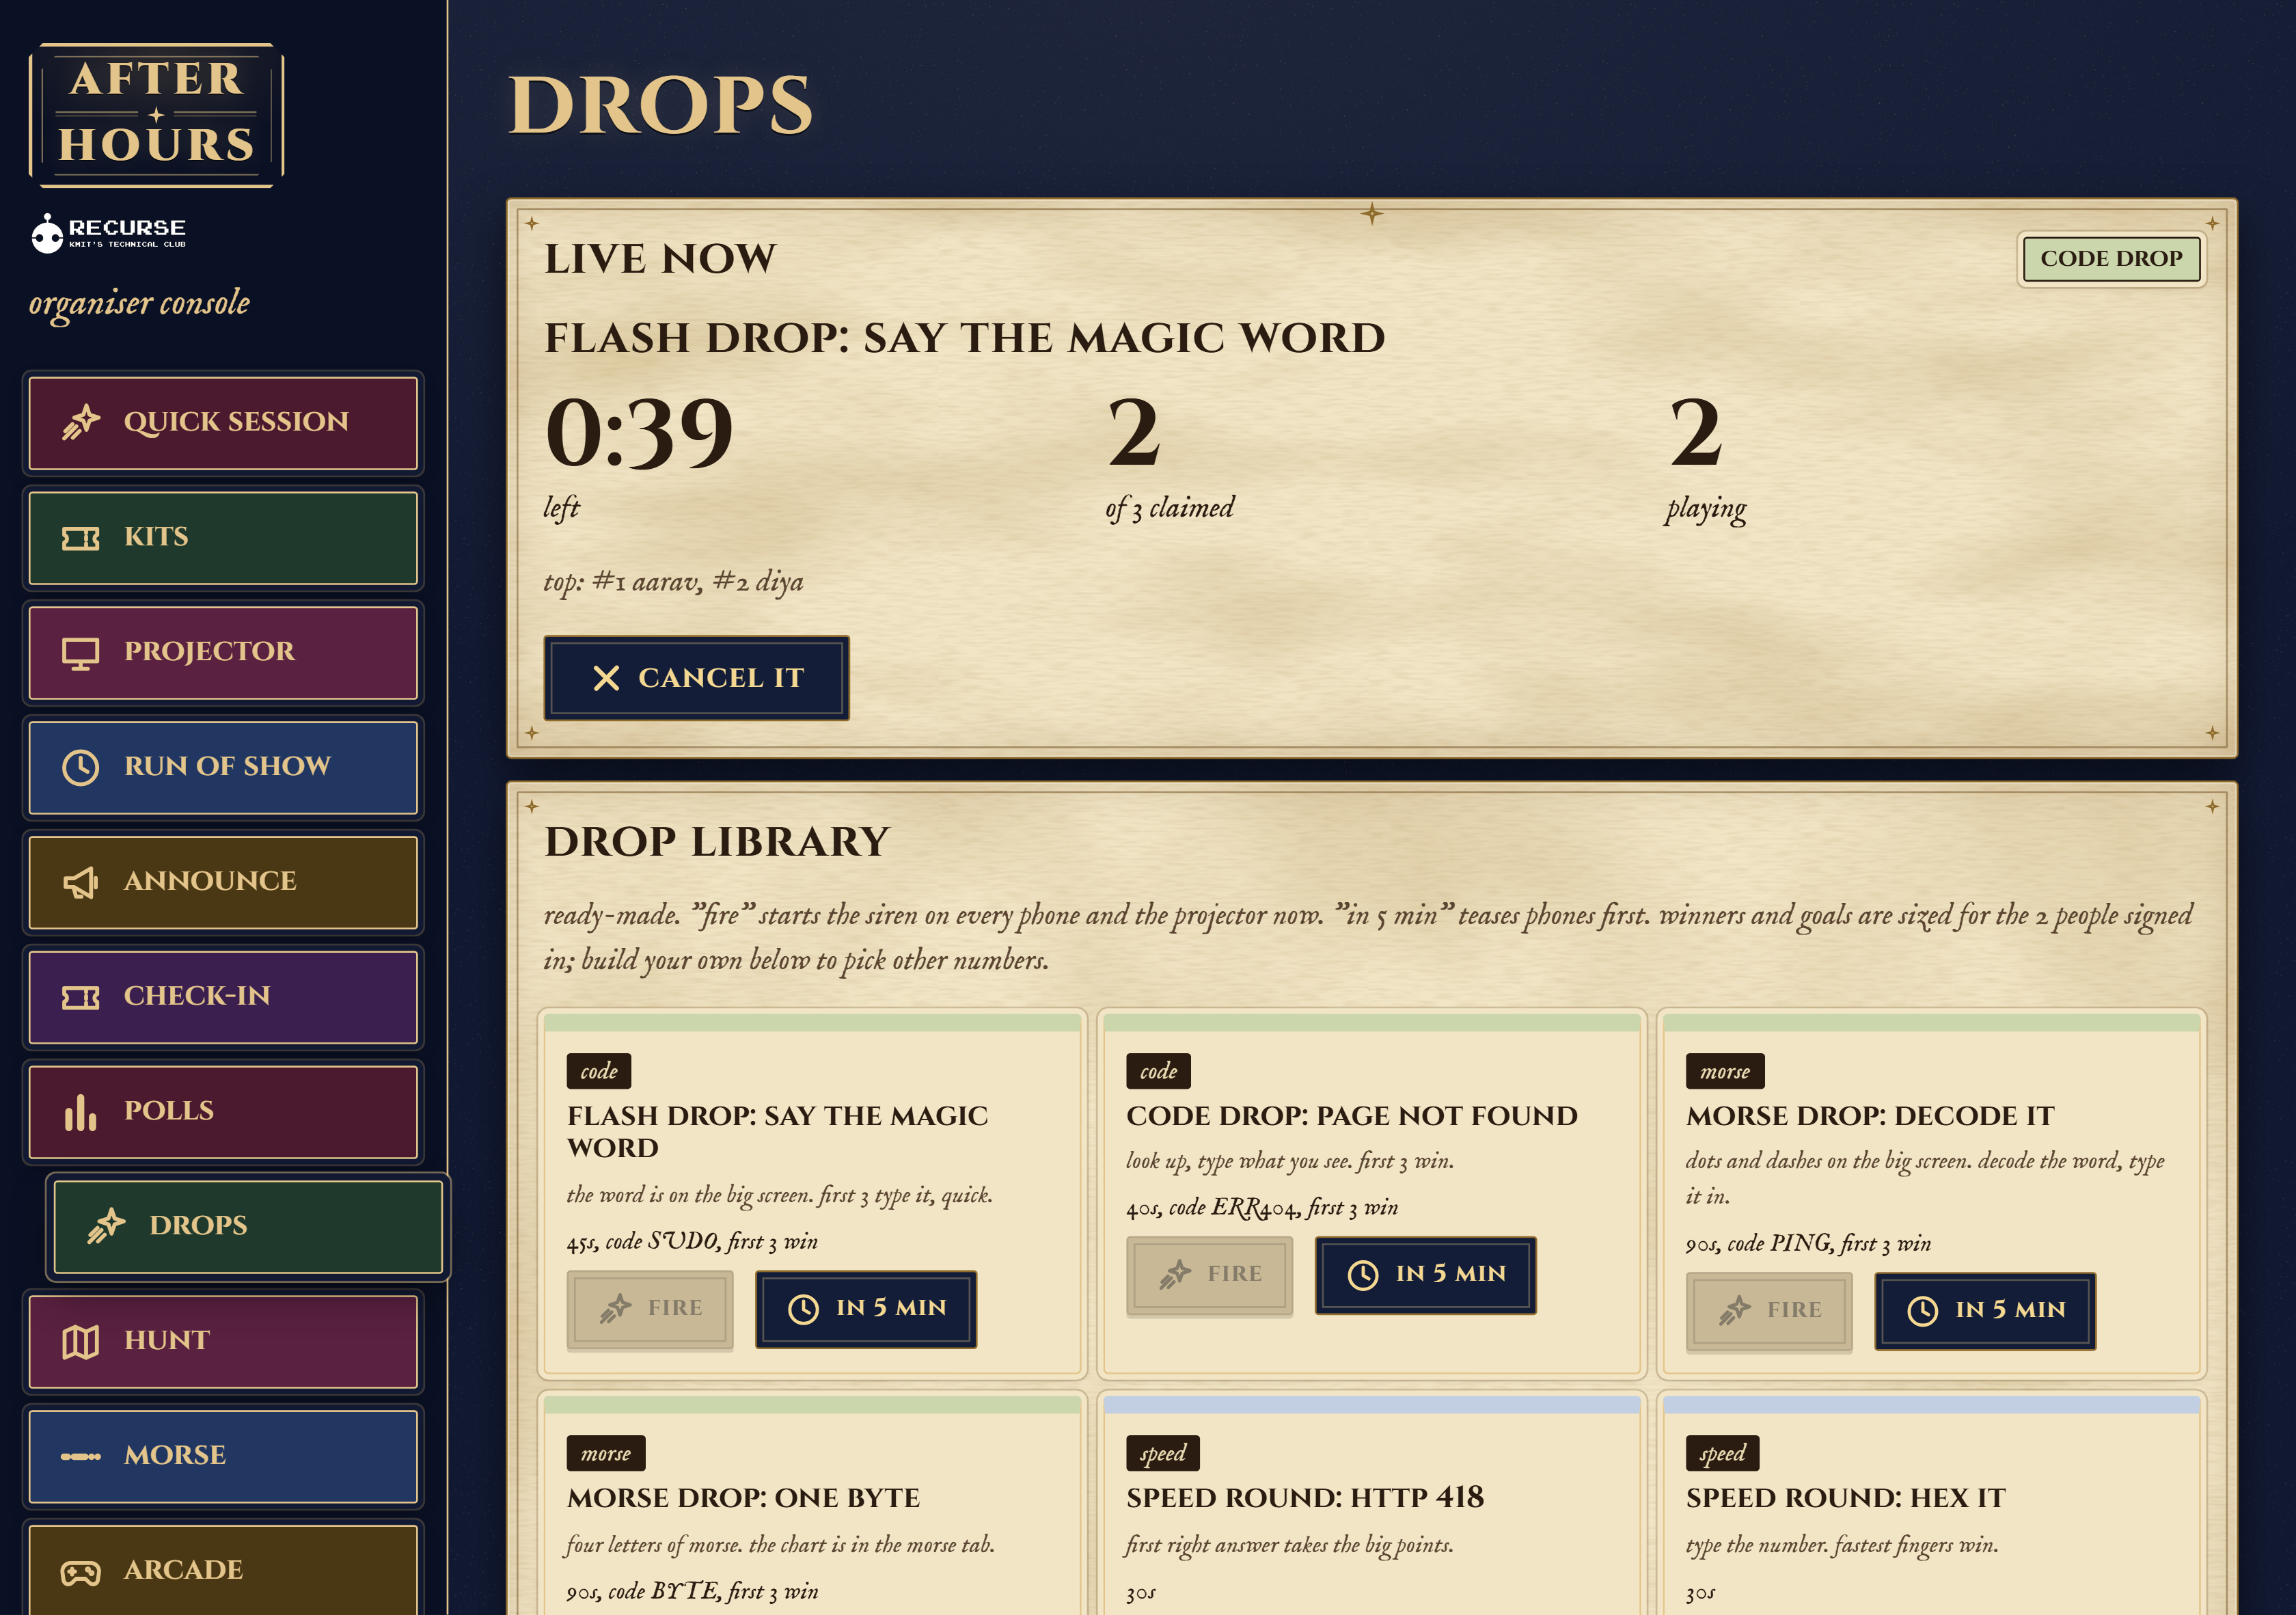 AFTER
HOURS
RECURSE
KMIT'S TECHNICAL CLUB
organiser console
QUICK SESSION
KITS
PROJECTOR
RUN OF SHOW
ANNOUNCE
CHECK-IN
POLLS
DROPS
HUNT
MORSE
ARCADE
DROPS
LIVE NOW
CODE DROP
FLASH DROP: SAY THE MAGIC WORD
0:39
left
2
of 3 claimed
2
playing
top: #1 aarav, #2 diya
CANCEL IT
DROP LIBRARY
ready-made. "fire" starts the siren on every phone and the projector now. "in 5 min" teases phones first. winners and goals are sized for the 2 people signed
in; build your own below to pick other numbers.
code
FLASH DROP: SAY THE MAGIC
WORD
the word is on the big screen. first 3 type it, quick.
45s, code SUDO, first 3 win
FIRE
IN 5 MIN
code
CODE DROP: PAGE NOT FOUND
look up, type what you see. first 3 win.
40s, code ERR404, first 3 win
FIRE
IN 5 MIN
morse
MORSE DROP: DECODE IT
dots and dashes on the big screen. decode the word, type
it in.
90s, code PING, first 3 win
FIRE
IN 5 MIN
morse
MORSE DROP: ONE BYTE
four letters of morse. the chart is in the morse tab.
90s, code BYTE, first 3 win
speed
SPEED ROUND: HTTP 418
first right answer takes the big points.
30s
speed
SPEED ROUND: HEX IT
type the number. fastest fingers win.
30s